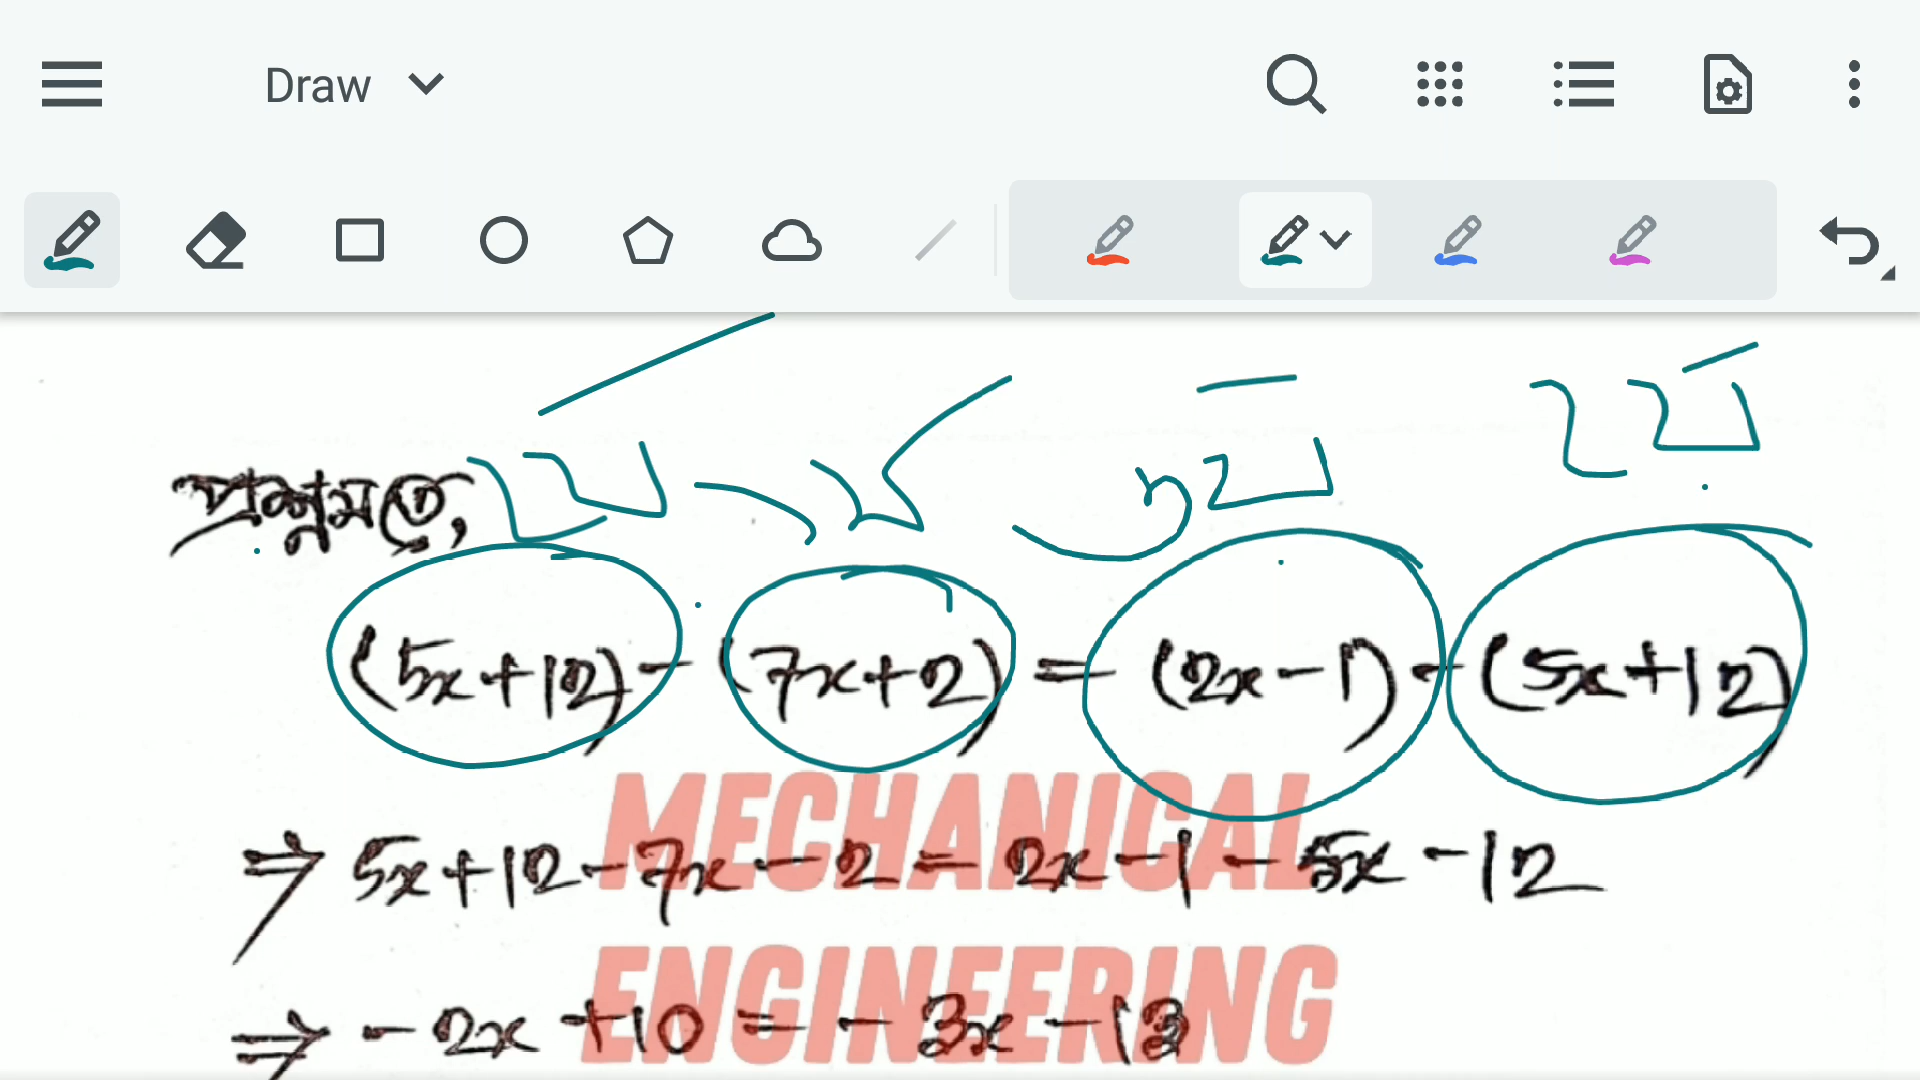 Draw
প্রশ্নমতে,
(5x+12)-(7x+2)=(2x-1)-(5x+12)
⇒ 5x+12-7x-2=2x-1-5x-12
⇒ -2x+10=-3x-13
MECHANICAL
ENGINEERING